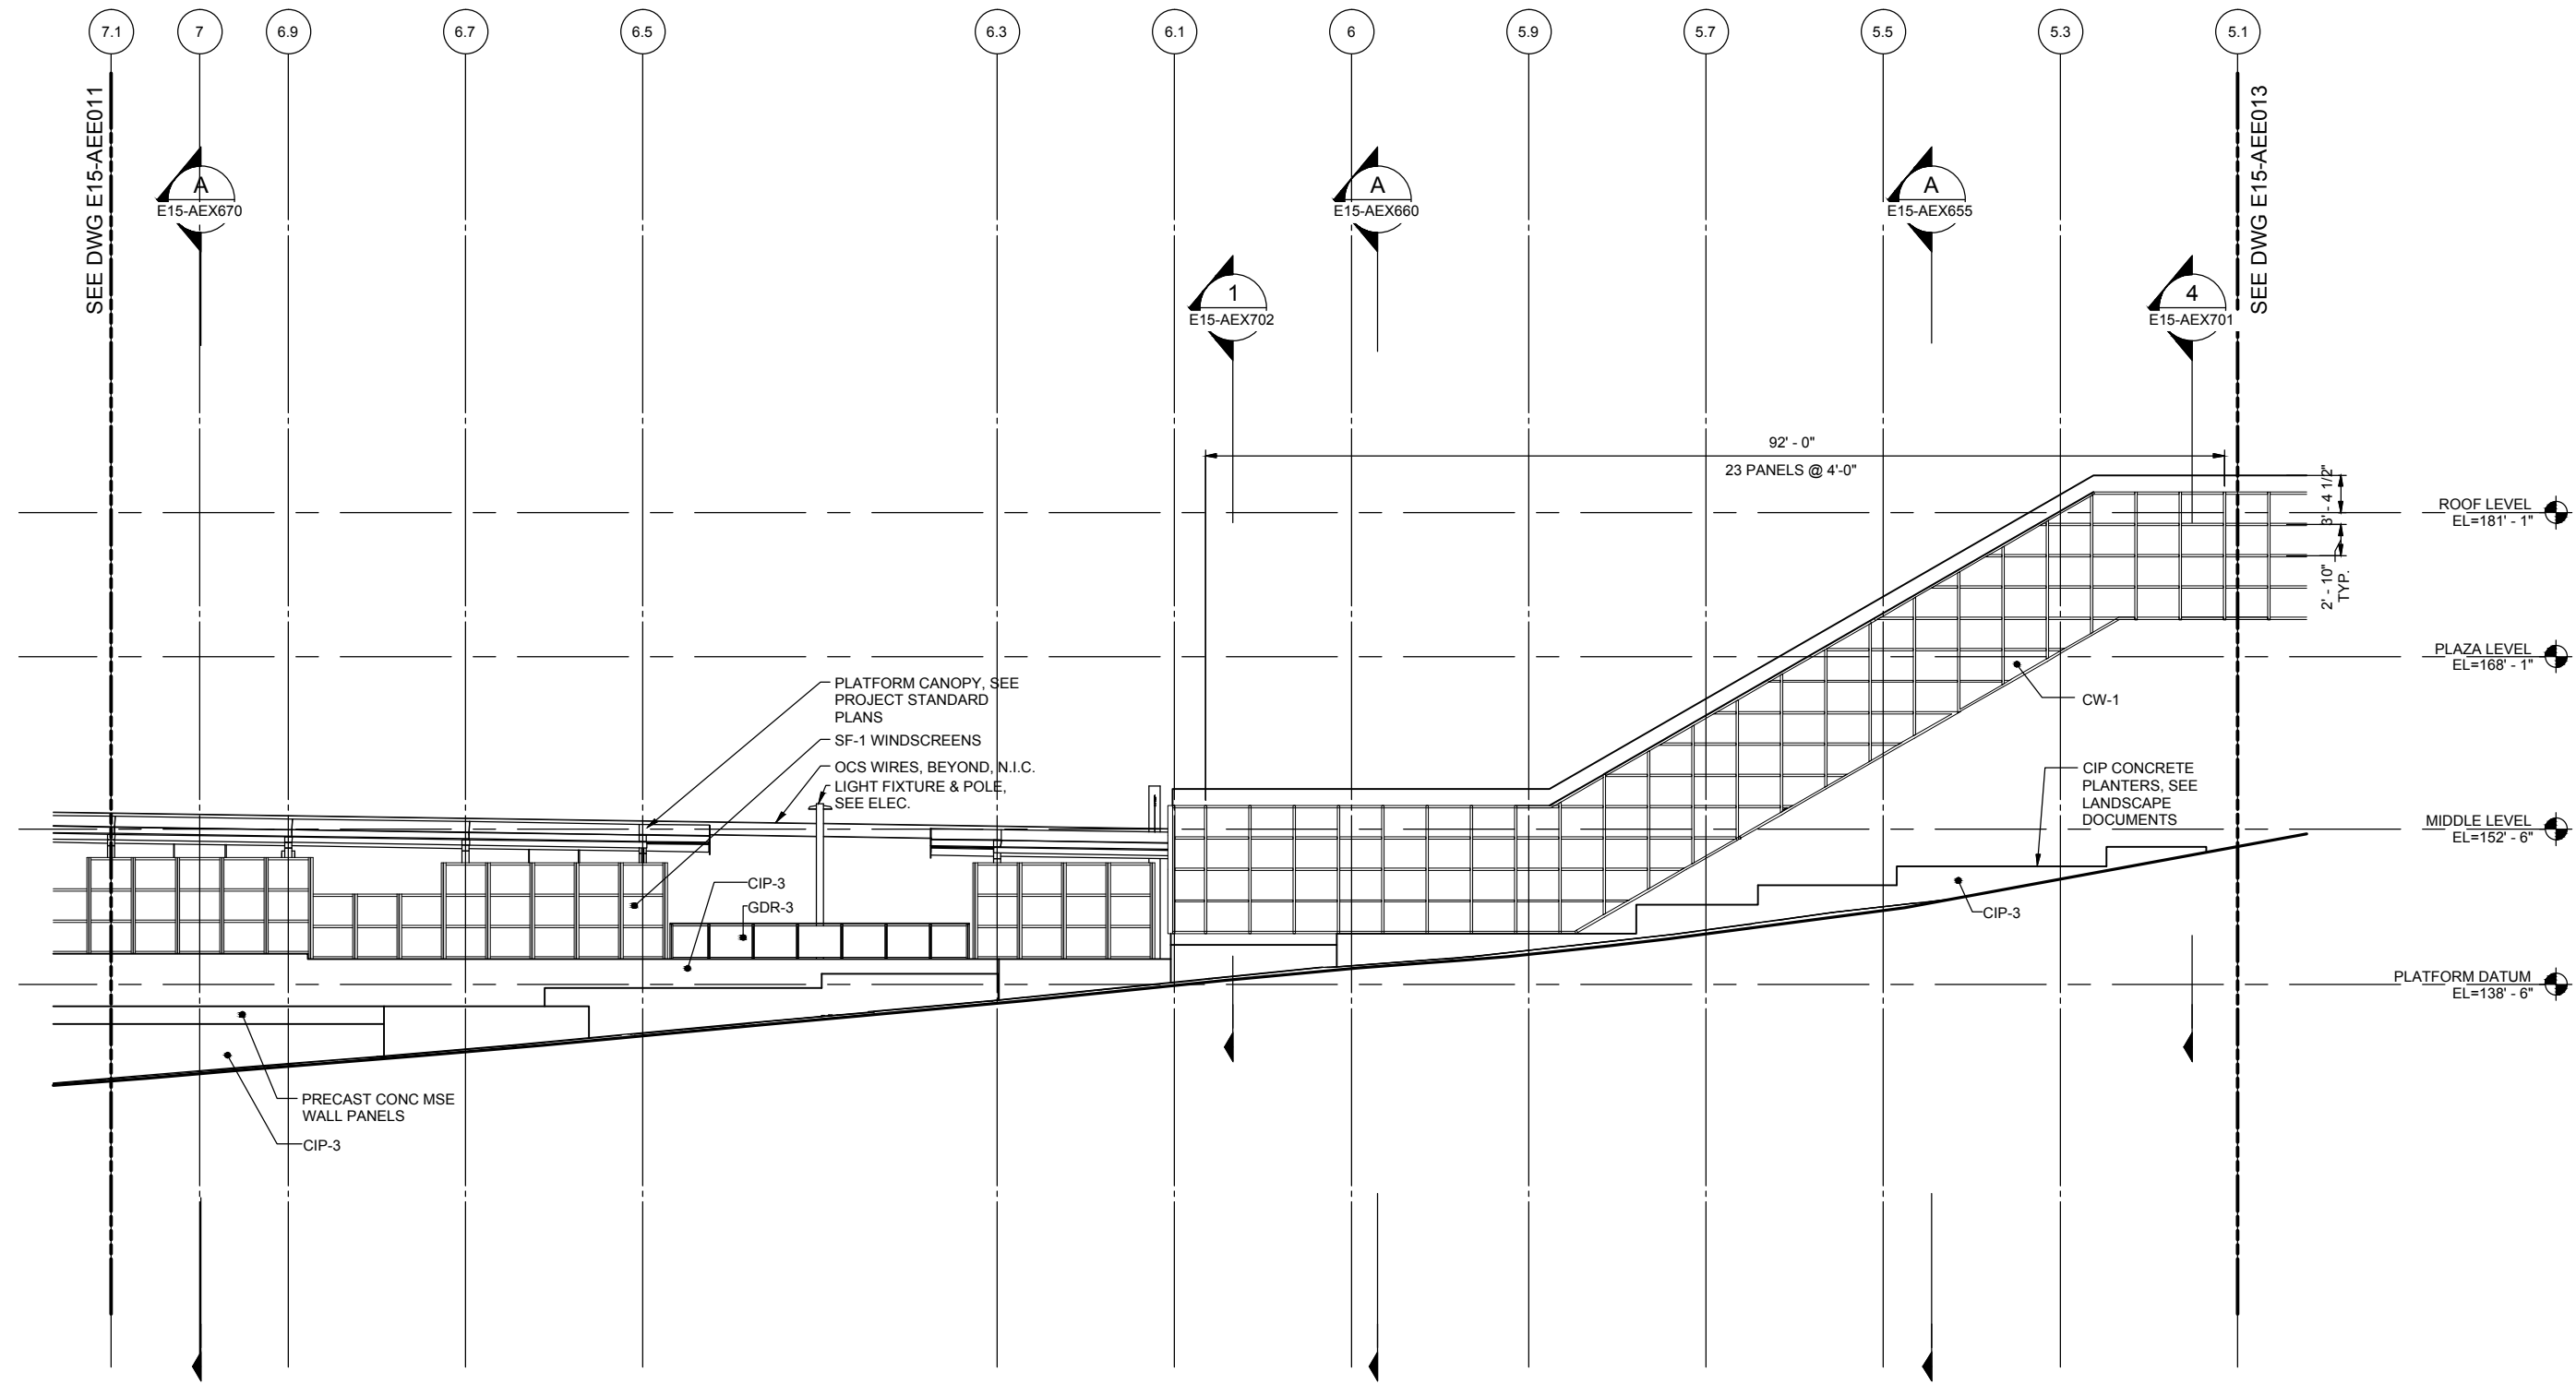 7.1
7
6.9
6.7
6.5
6.3
6.1
6
5.9
5.7
5.5
5.3
5.1
SEE DWG E15-AEE011
SEE DWG E15-AEE013
A
E15-AEX670
A
E15-AEX660
A
E15-AEX655
1
E15-AEX702
4
E15-AEX701
92' - 0"
23 PANELS @ 4'-0"
3' - 4 1/2"
2' - 10"
TYP.
ROOF LEVEL
EL=181' - 1"
PLAZA LEVEL
EL=168' - 1"
MIDDLE LEVEL
EL=152' - 6"
PLATFORM DATUM
EL=138' - 6"
PLATFORM CANOPY, SEE
PROJECT STANDARD
PLANS
SF-1 WINDSCREENS
OCS WIRES, BEYOND, N.I.C.
LIGHT FIXTURE & POLE,
SEE ELEC.
CIP-3
GDR-3
CW-1
CIP CONCRETE
PLANTERS, SEE
LANDSCAPE
DOCUMENTS
CIP-3
PRECAST CONC MSE
WALL PANELS
CIP-3